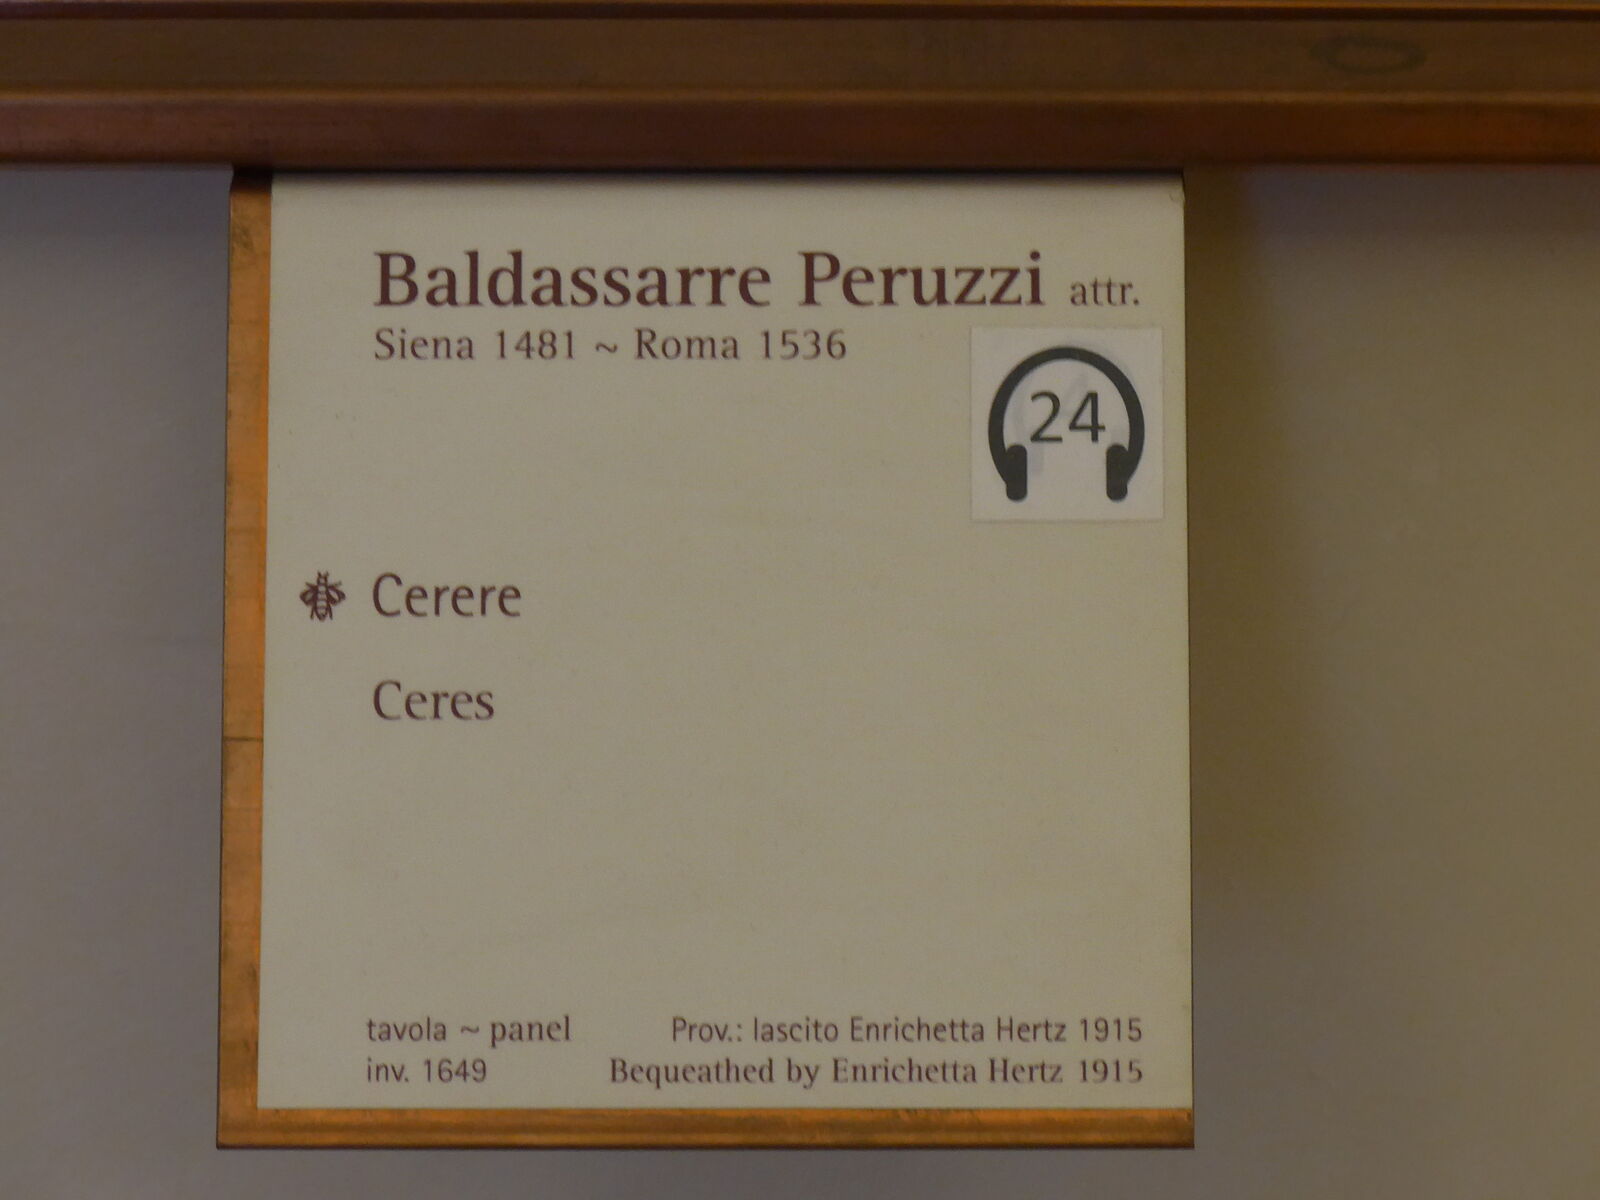 Baldassarre Peruzzi attr.
Siena 1481 ~ Roma 1536
24
Cerere
Ceres
tavola ~ panel
inv. 1649
Prov.: lascito Enrichetta Hertz 1915
Bequeathed by Enrichetta Hertz 1915